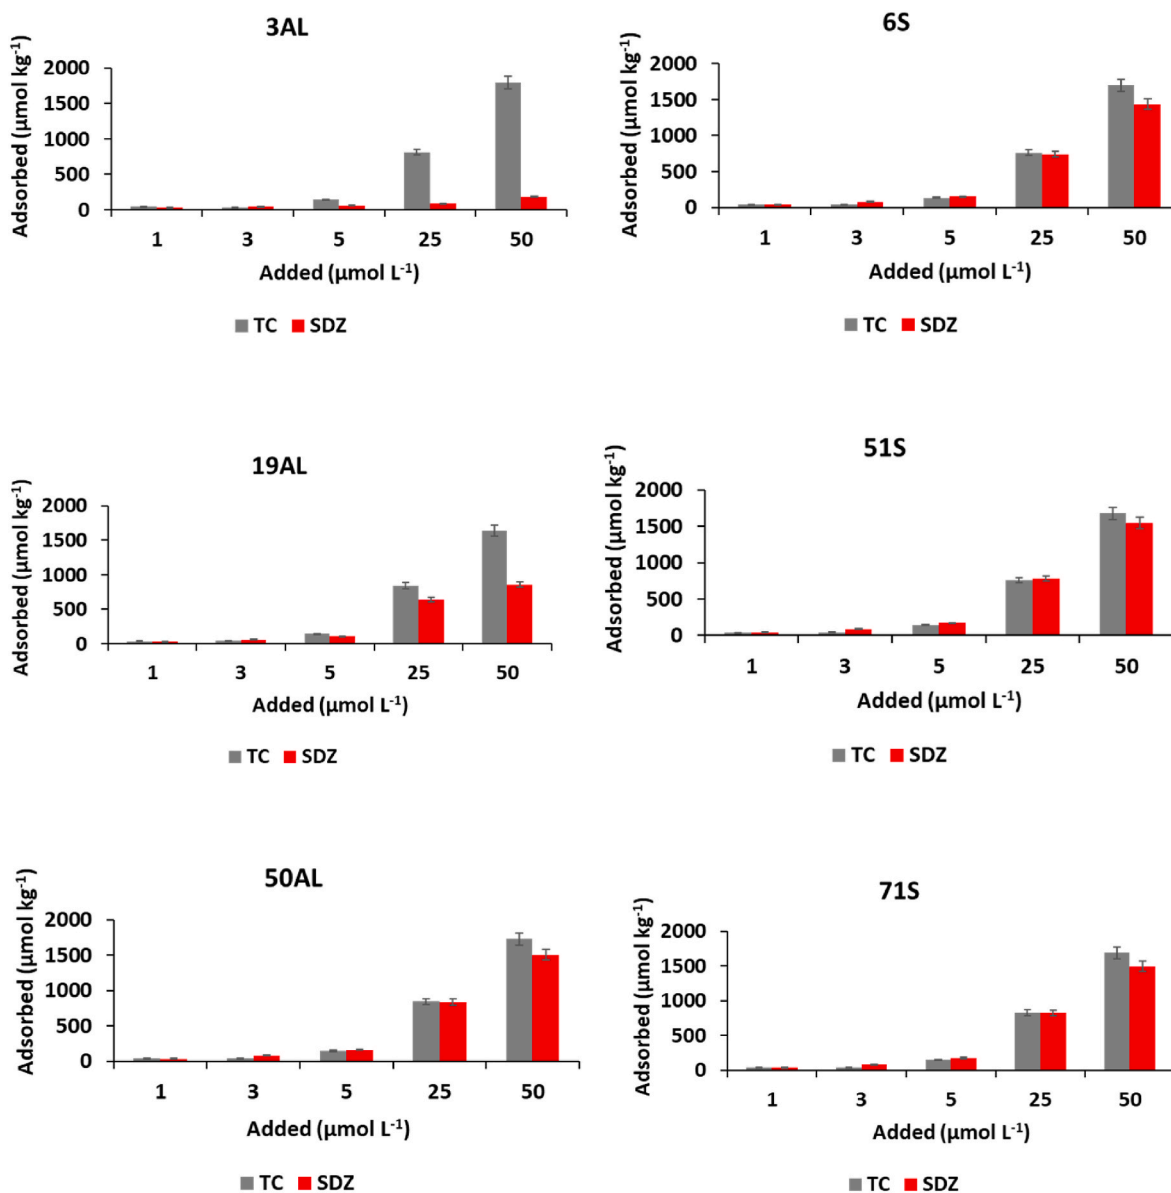 3AL
Adsorbed (µmol kg⁻¹)
2000
1500
1000
500
0
1 3 5 25 50
Added (µmol L⁻¹)
TC SDZ
6S
Adsorbed (µmol kg⁻¹)
2000
1500
1000
500
0
1 3 5 25 50
Added (µmol L⁻¹)
TC SDZ
19AL
Adsorbed (µmol kg⁻¹)
2000
1500
1000
500
0
1 3 5 25 50
Added (µmol L⁻¹)
TC SDZ
51S
Adsorbed (µmol kg⁻¹)
2000
1500
1000
500
0
1 3 5 25 50
Added (µmol L⁻¹)
TC SDZ
50AL
Adsorbed (µmol kg⁻¹)
2000
1500
1000
500
0
1 3 5 25 50
Added (µmol L⁻¹)
TC SDZ
71S
Adsorbed (µmol kg⁻¹)
2000
1500
1000
500
0
1 3 5 25 50
Added (µmol L⁻¹)
TC SDZ